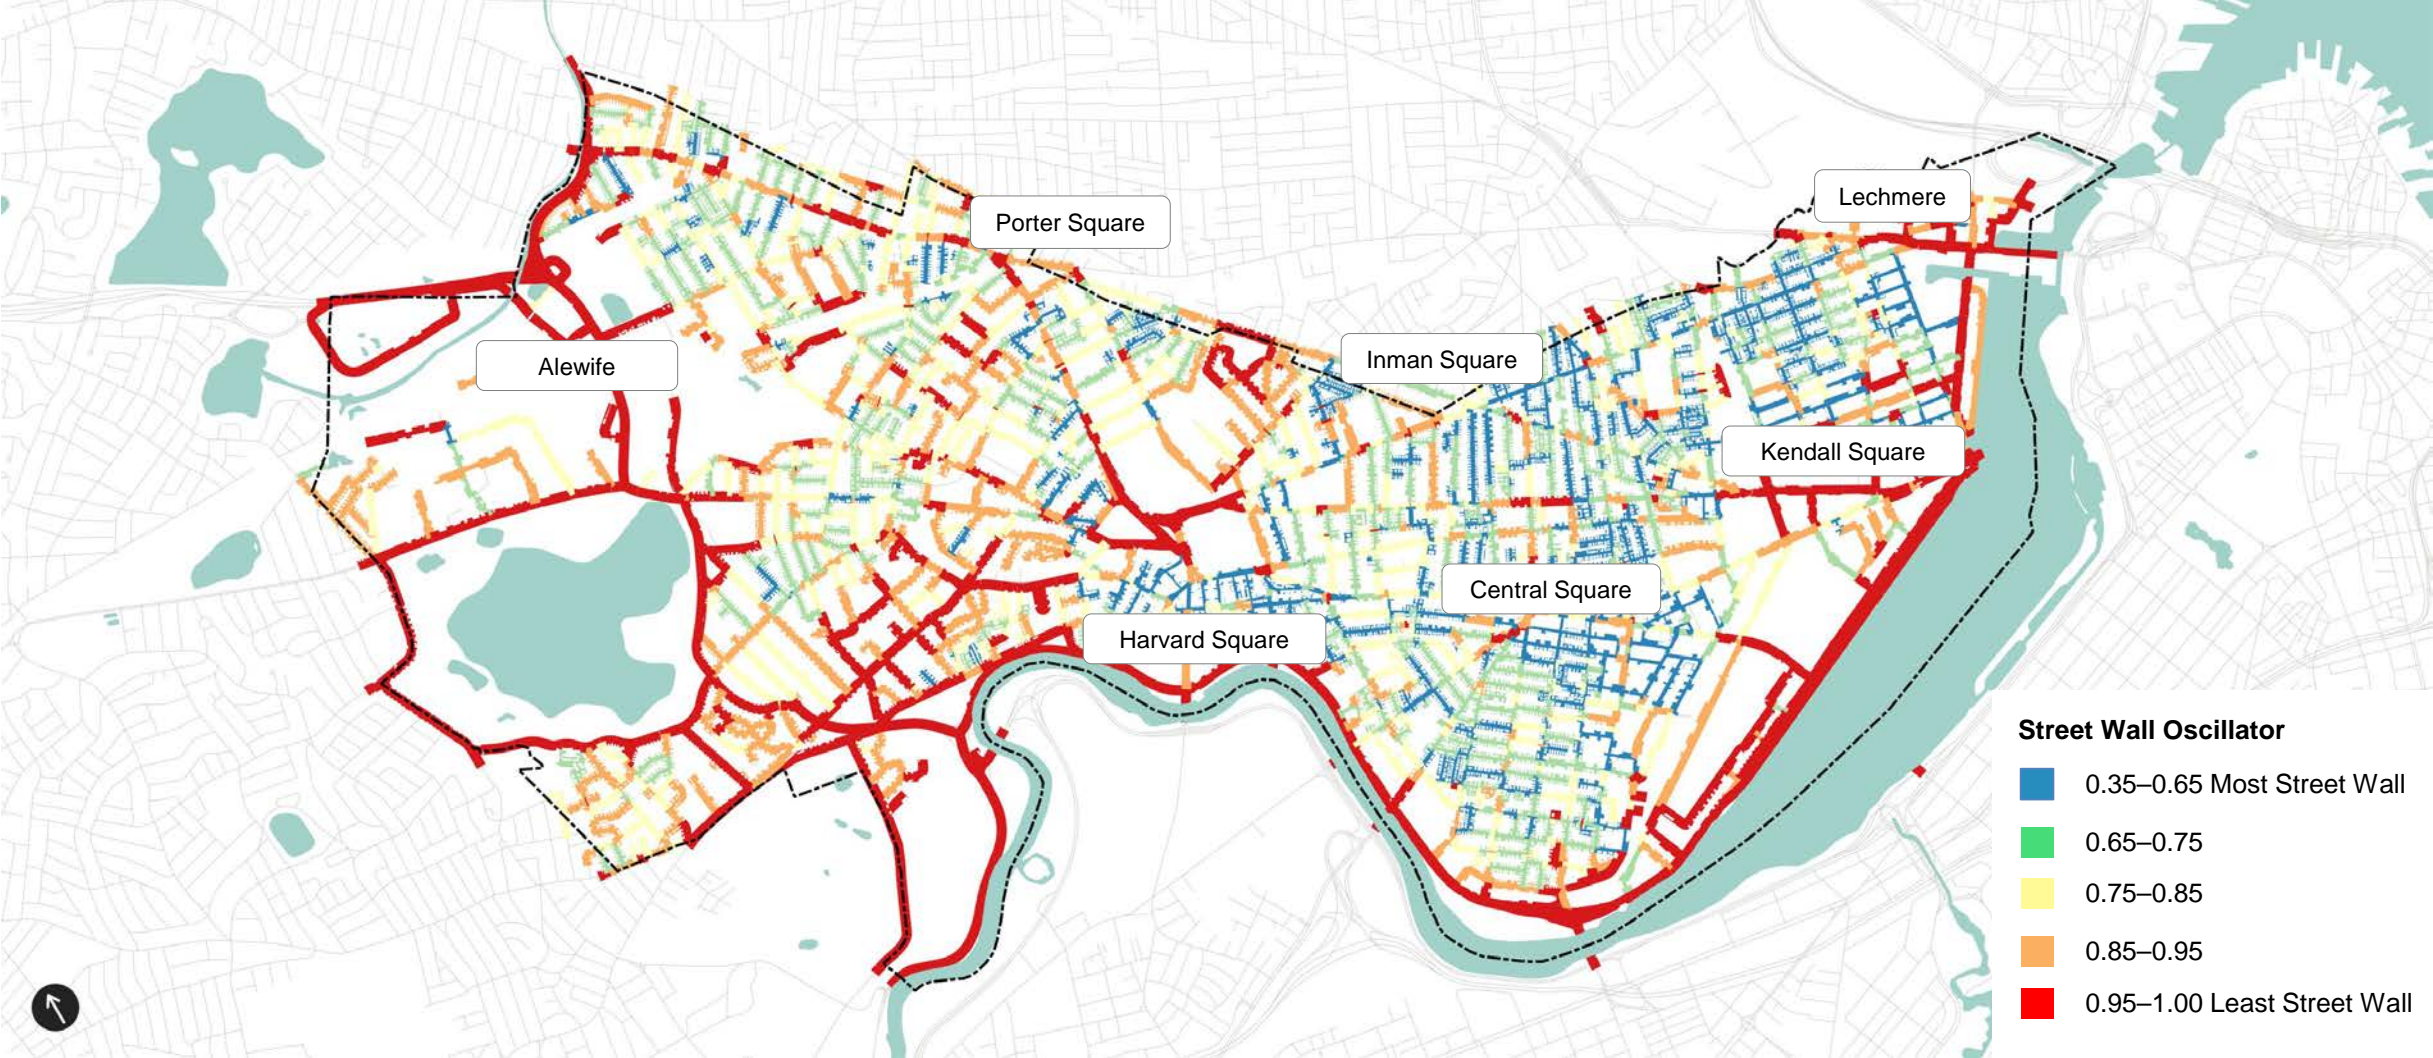 Lechmere
Porter Square
Inman Square
Alewife
Kendall Square
Central Square
Harvard Square
Street Wall Oscillator
0.35–0.65 Most Street Wall
0.65–0.75
0.75–0.85
0.85–0.95
0.95–1.00 Least Street Wall